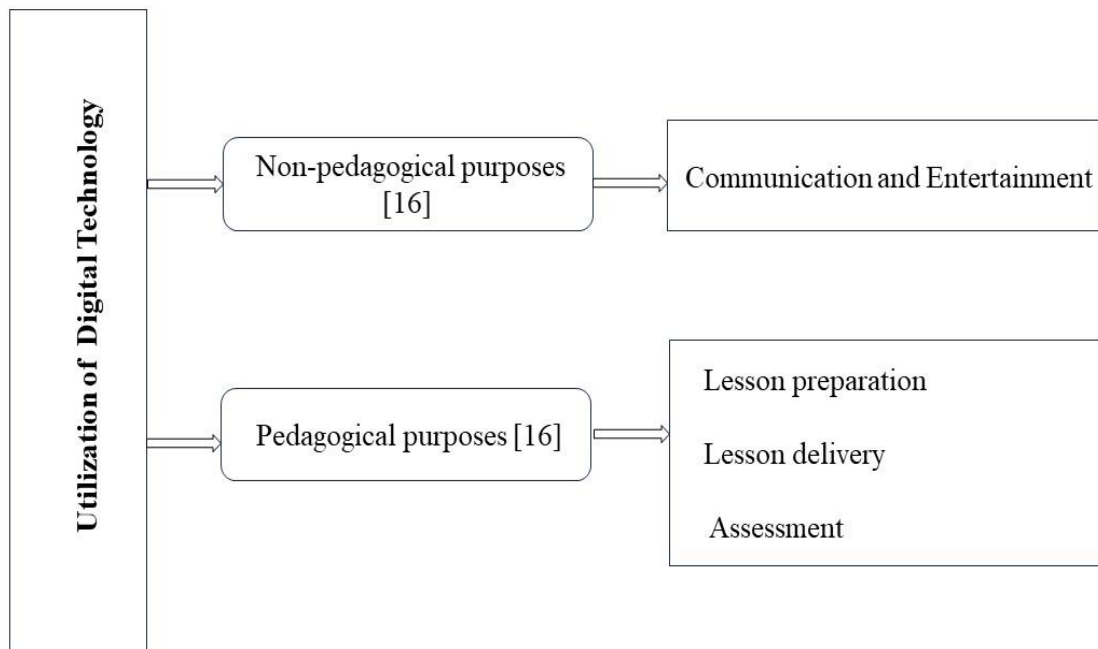 Utilization of Digital Technology
Non-pedagogical purposes
[16]
Communication and Entertainment
Pedagogical purposes [16]
Lesson preparation
Lesson delivery
Assessment